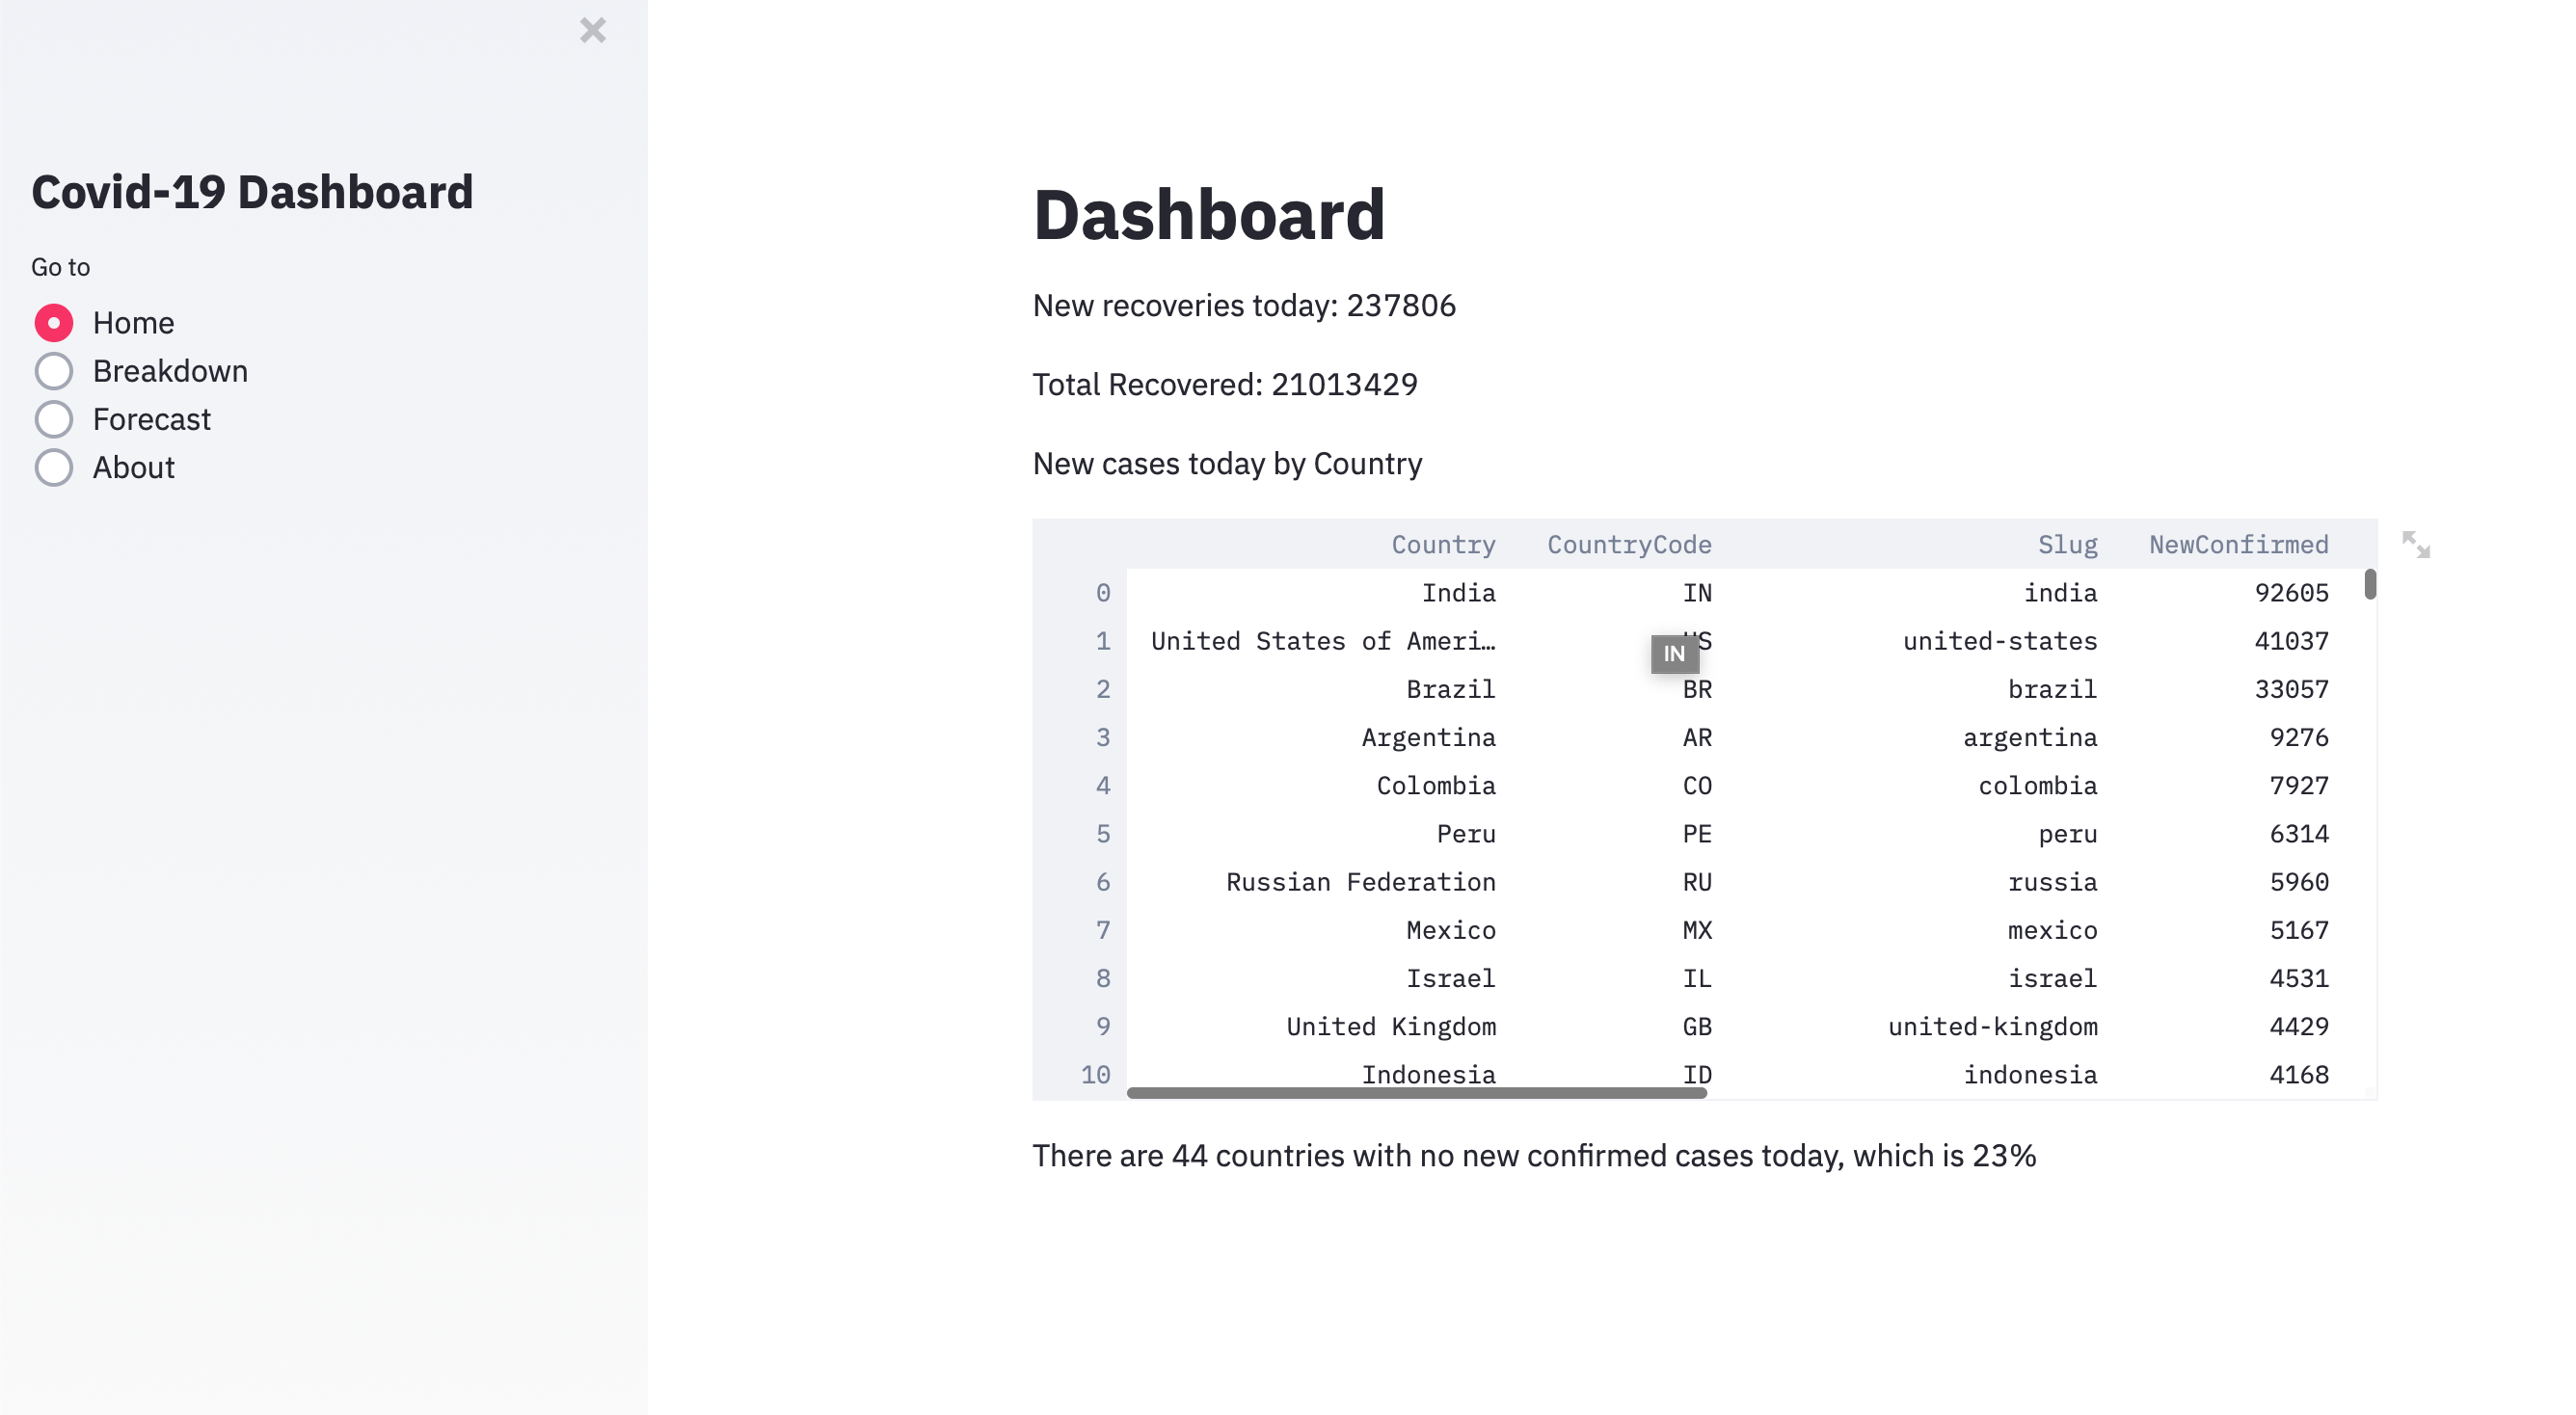 Covid-19 Dashboard
Go to
Home
Breakdown
Forecast
About
Dashboard
New recoveries today: 237806
Total Recovered: 21013429
New cases today by Country
Country CountryCode Slug NewConfirmed
0 India IN india 92605
1 United States of Ameri… US united-states 41037
IN
2 Brazil BR brazil 33057
3 Argentina AR argentina 9276
4 Colombia CO colombia 7927
5 Peru PE peru 6314
6 Russian Federation RU russia 5960
7 Mexico MX mexico 5167
8 Israel IL israel 4531
9 United Kingdom GB united-kingdom 4429
10 Indonesia ID indonesia 4168
There are 44 countries with no new confirmed cases today, which is 23%